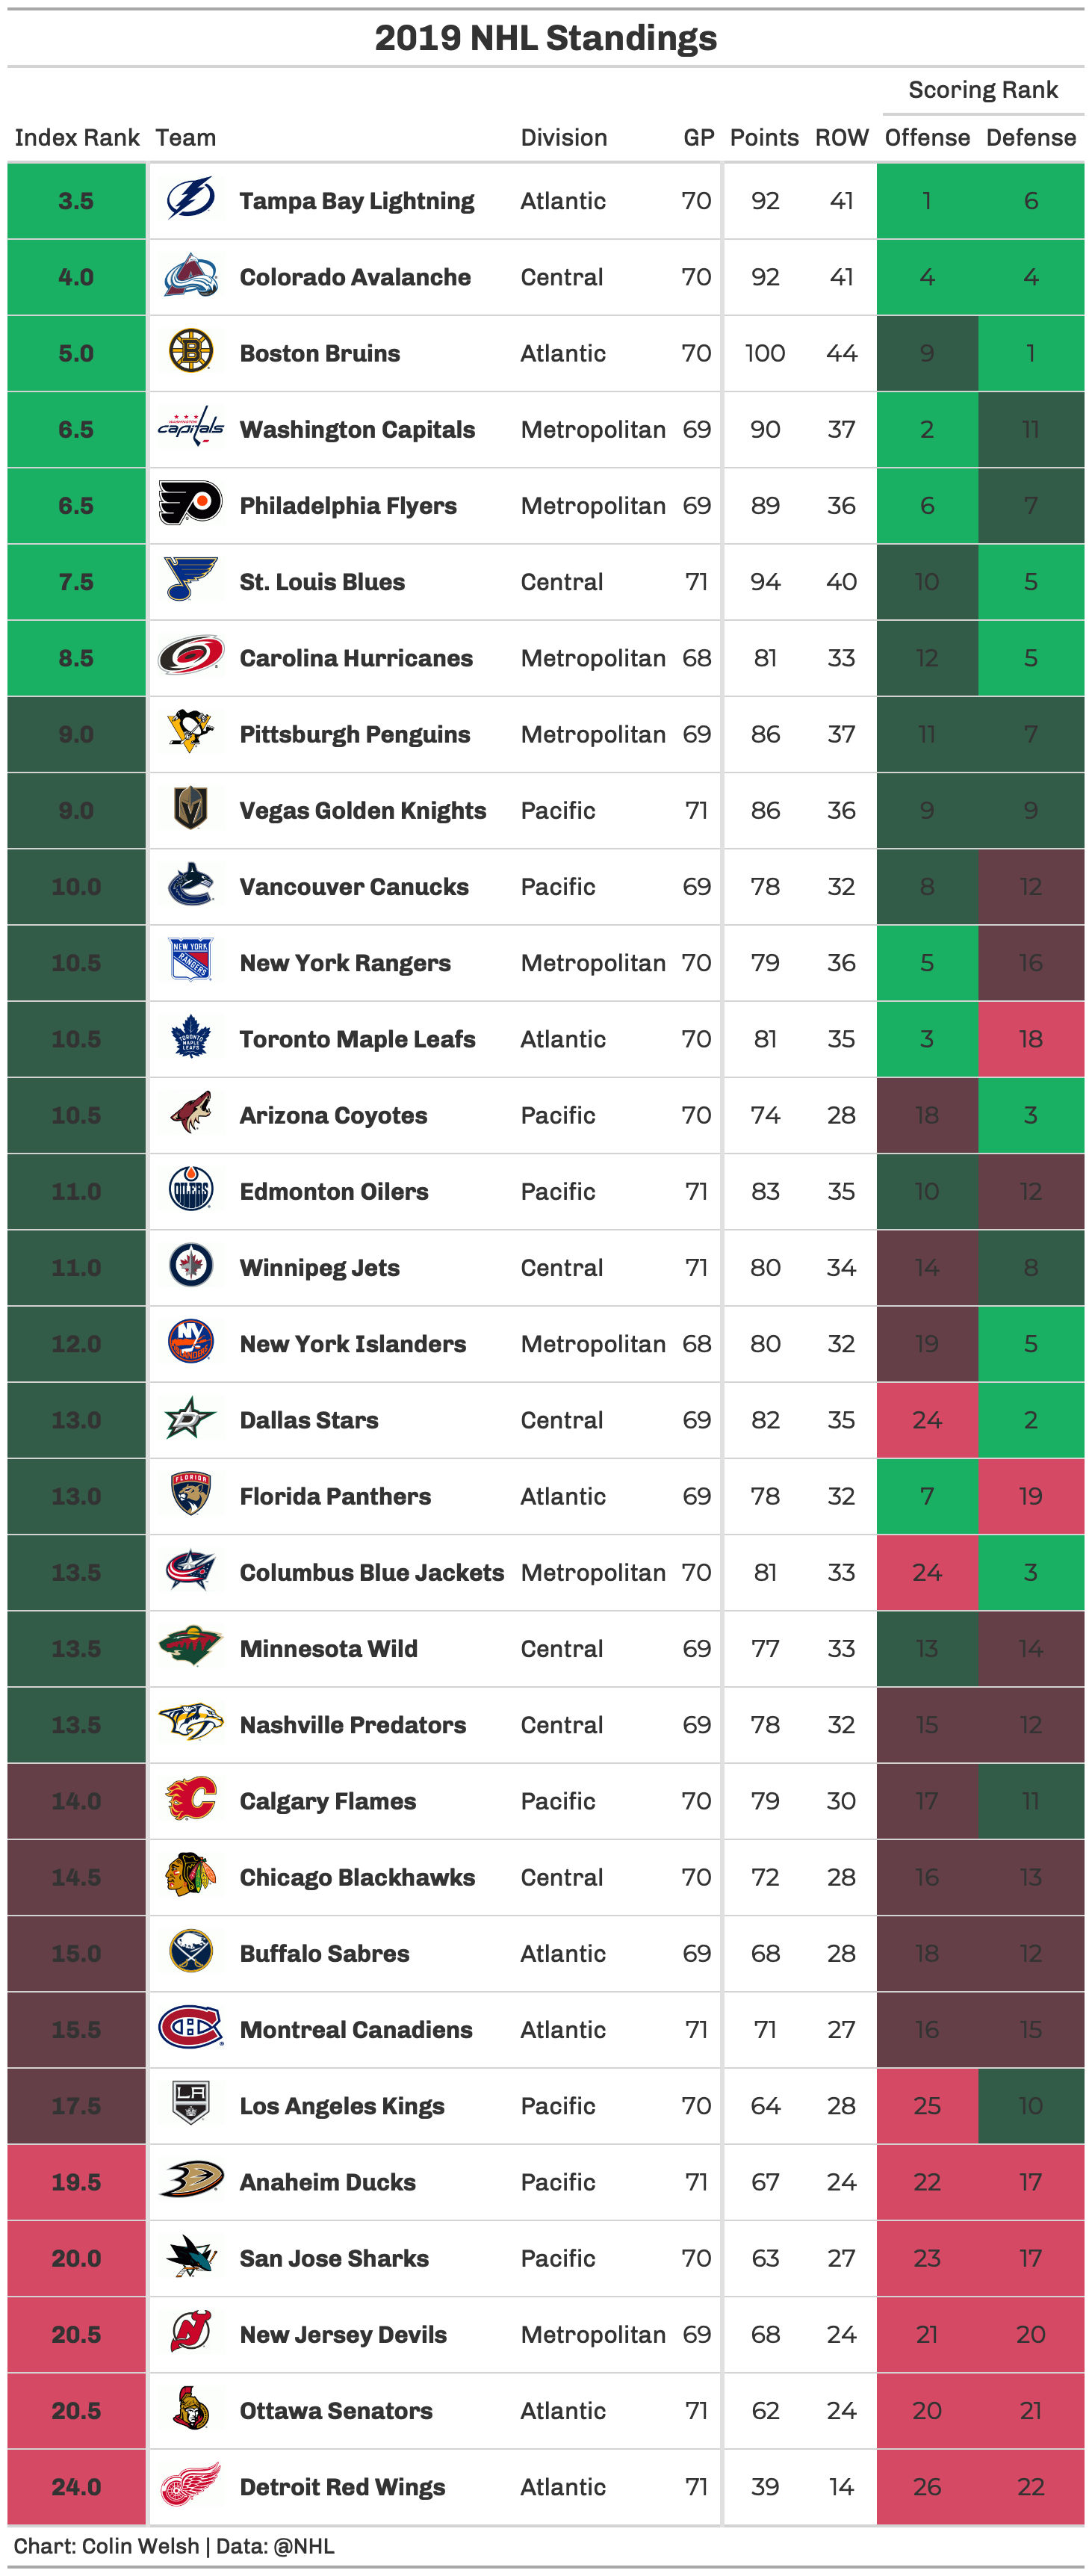 2019 NHL Standings
Scoring Rank
Index Rank Team Division GP Points ROW Offense Defense
3.5 Tampa Bay Lightning Atlantic 70 92 41 1 6
4.0 Colorado Avalanche Central 70 92 41 4 4
5.0 Boston Bruins Atlantic 70 100 44 9 1
6.5 Washington Capitals Metropolitan 69 90 37 2 11
6.5 Philadelphia Flyers Metropolitan 69 89 36 6 7
7.5 St. Louis Blues Central 71 94 40 10 5
8.5 Carolina Hurricanes Metropolitan 68 81 33 12 5
9.0 Pittsburgh Penguins Metropolitan 69 86 37 11 7
9.0 Vegas Golden Knights Pacific 71 86 36 9 9
10.0 Vancouver Canucks Pacific 69 78 32 8 12
10.5 New York Rangers Metropolitan 70 79 36 5 16
10.5 Toronto Maple Leafs Atlantic 70 81 35 3 18
10.5 Arizona Coyotes Pacific 70 74 28 18 3
11.0 Edmonton Oilers Pacific 71 83 35 10 12
11.0 Winnipeg Jets Central 71 80 34 14 8
12.0 New York Islanders Metropolitan 68 80 32 19 5
13.0 Dallas Stars Central 69 82 35 24 2
13.0 Florida Panthers Atlantic 69 78 32 7 19
13.5 Columbus Blue Jackets Metropolitan 70 81 33 24 3
13.5 Minnesota Wild Central 69 77 33 13 14
13.5 Nashville Predators Central 69 78 32 15 12
14.0 Calgary Flames Pacific 70 79 30 17 11
14.5 Chicago Blackhawks Central 70 72 28 16 13
15.0 Buffalo Sabres Atlantic 69 68 28 18 12
15.5 Montreal Canadiens Atlantic 71 71 27 16 15
17.5 Los Angeles Kings Pacific 70 64 28 25 10
19.5 Anaheim Ducks Pacific 71 67 24 22 17
20.0 San Jose Sharks Pacific 70 63 27 23 17
20.5 New Jersey Devils Metropolitan 69 68 24 21 20
20.5 Ottawa Senators Atlantic 71 62 24 20 21
24.0 Detroit Red Wings Atlantic 71 39 14 26 22
Chart: Colin Welsh | Data: @NHL